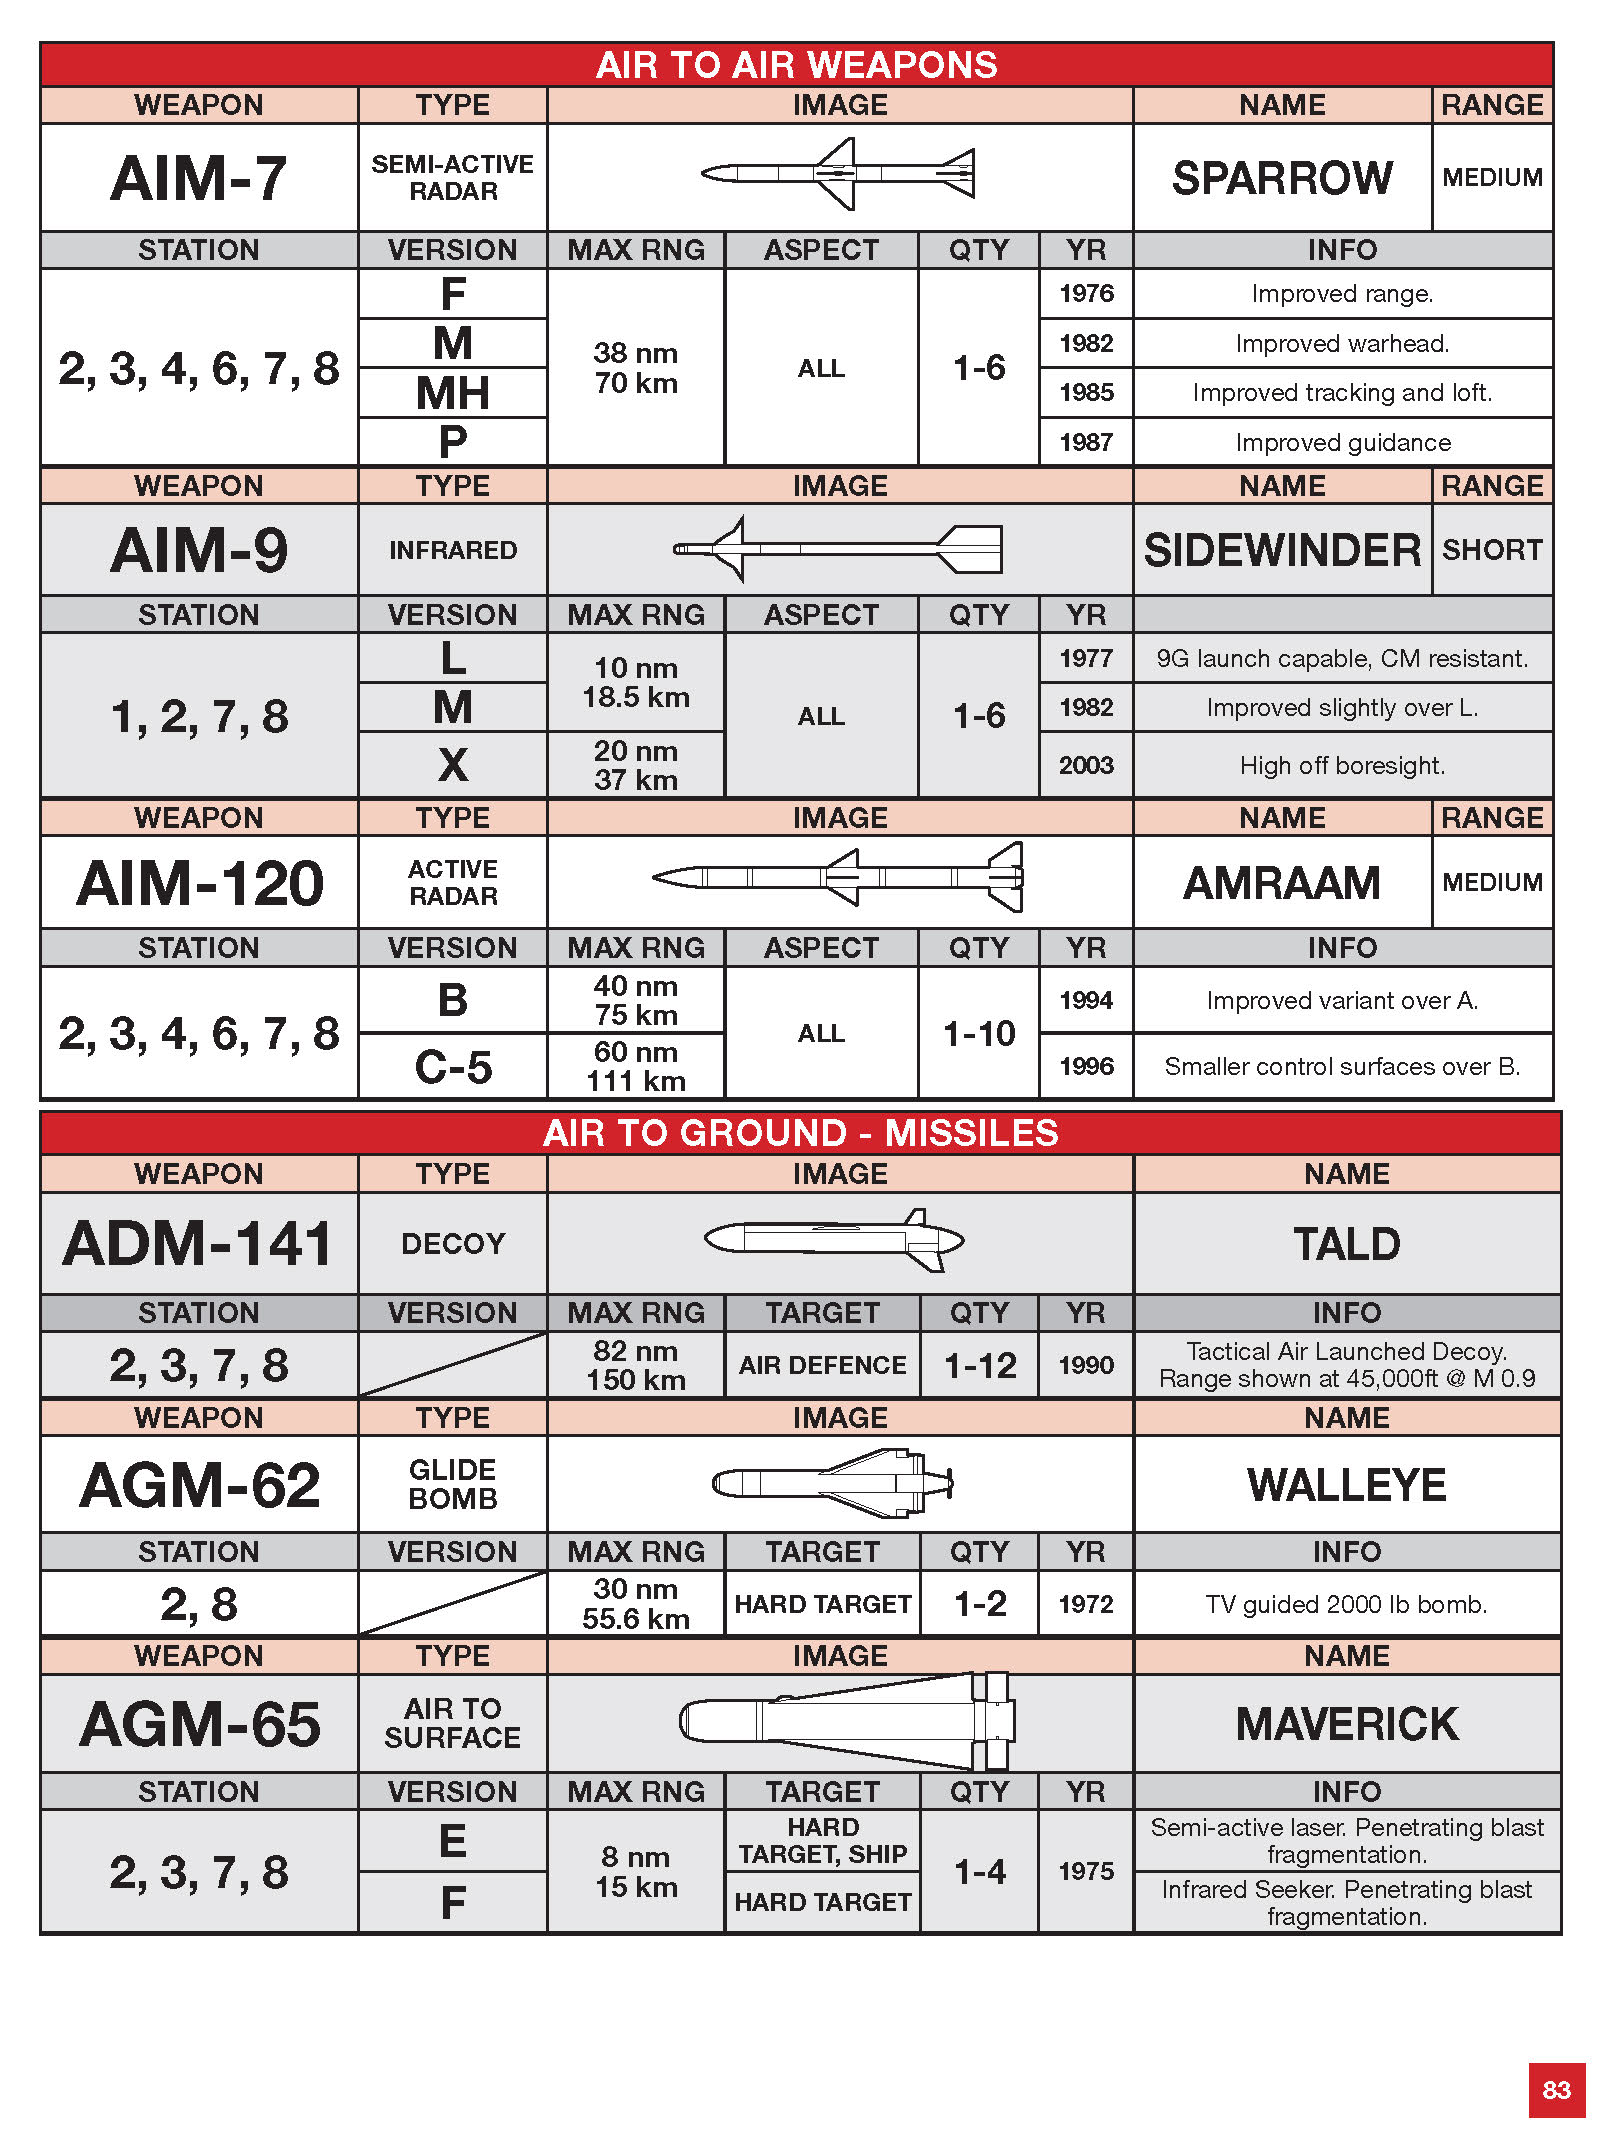 AIR TO AIR WEAPONS
WEAPON TYPE IMAGE NAME RANGE
AIM-7 SEMI-ACTIVE RADAR SPARROW MEDIUM
STATION VERSION MAX RNG ASPECT QTY YR INFO
2, 3, 4, 6, 7, 8 F 38 nm 70 km ALL 1-6 1976 Improved range.
M 1982 Improved warhead.
MH 1985 Improved tracking and loft.
P 1987 Improved guidance
WEAPON TYPE IMAGE NAME RANGE
AIM-9 INFRARED SIDEWINDER SHORT
STATION VERSION MAX RNG ASPECT QTY YR
1, 2, 7, 8 L 10 nm 18.5 km ALL 1-6 1977 9G launch capable, CM resistant.
M 1982 Improved slightly over L.
X 20 nm 37 km 2003 High off boresight.
WEAPON TYPE IMAGE NAME RANGE
AIM-120 ACTIVE RADAR AMRAAM MEDIUM
STATION VERSION MAX RNG ASPECT QTY YR INFO
2, 3, 4, 6, 7, 8 B 40 nm 75 km ALL 1-10 1994 Improved variant over A.
C-5 60 nm 111 km 1996 Smaller control surfaces over B.
AIR TO GROUND - MISSILES
WEAPON TYPE IMAGE NAME
ADM-141 DECOY TALD
STATION VERSION MAX RNG TARGET QTY YR INFO
2, 3, 7, 8 82 nm 150 km AIR DEFENCE 1-12 1990 Tactical Air Launched Decoy. Range shown at 45,000ft @ M 0.9
WEAPON TYPE IMAGE NAME
AGM-62 GLIDE BOMB WALLEYE
STATION VERSION MAX RNG TARGET QTY YR INFO
2, 8 30 nm 55.6 km HARD TARGET 1-2 1972 TV guided 2000 lb bomb.
WEAPON TYPE IMAGE NAME
AGM-65 AIR TO SURFACE MAVERICK
STATION VERSION MAX RNG TARGET QTY YR INFO
2, 3, 7, 8 E 8 nm 15 km HARD TARGET, SHIP 1-4 1975 Semi-active laser. Penetrating blast fragmentation.
F HARD TARGET Infrared Seeker. Penetrating blast fragmentation.
83